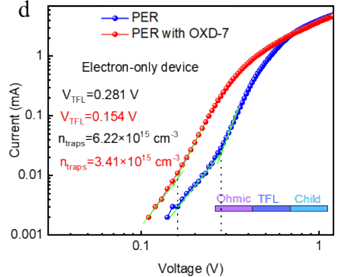 d
PER
PER with OXD-7
Electron-only device
V_TFL=0.281 V
V_TFL=0.154 V
n_traps=6.22×10^15 cm^-3
n_traps=3.41×10^15 cm^-3
Ohmic TFL Child
1
0.1
0.01
0.001
Current (mA)
0.1 1
Voltage (V)